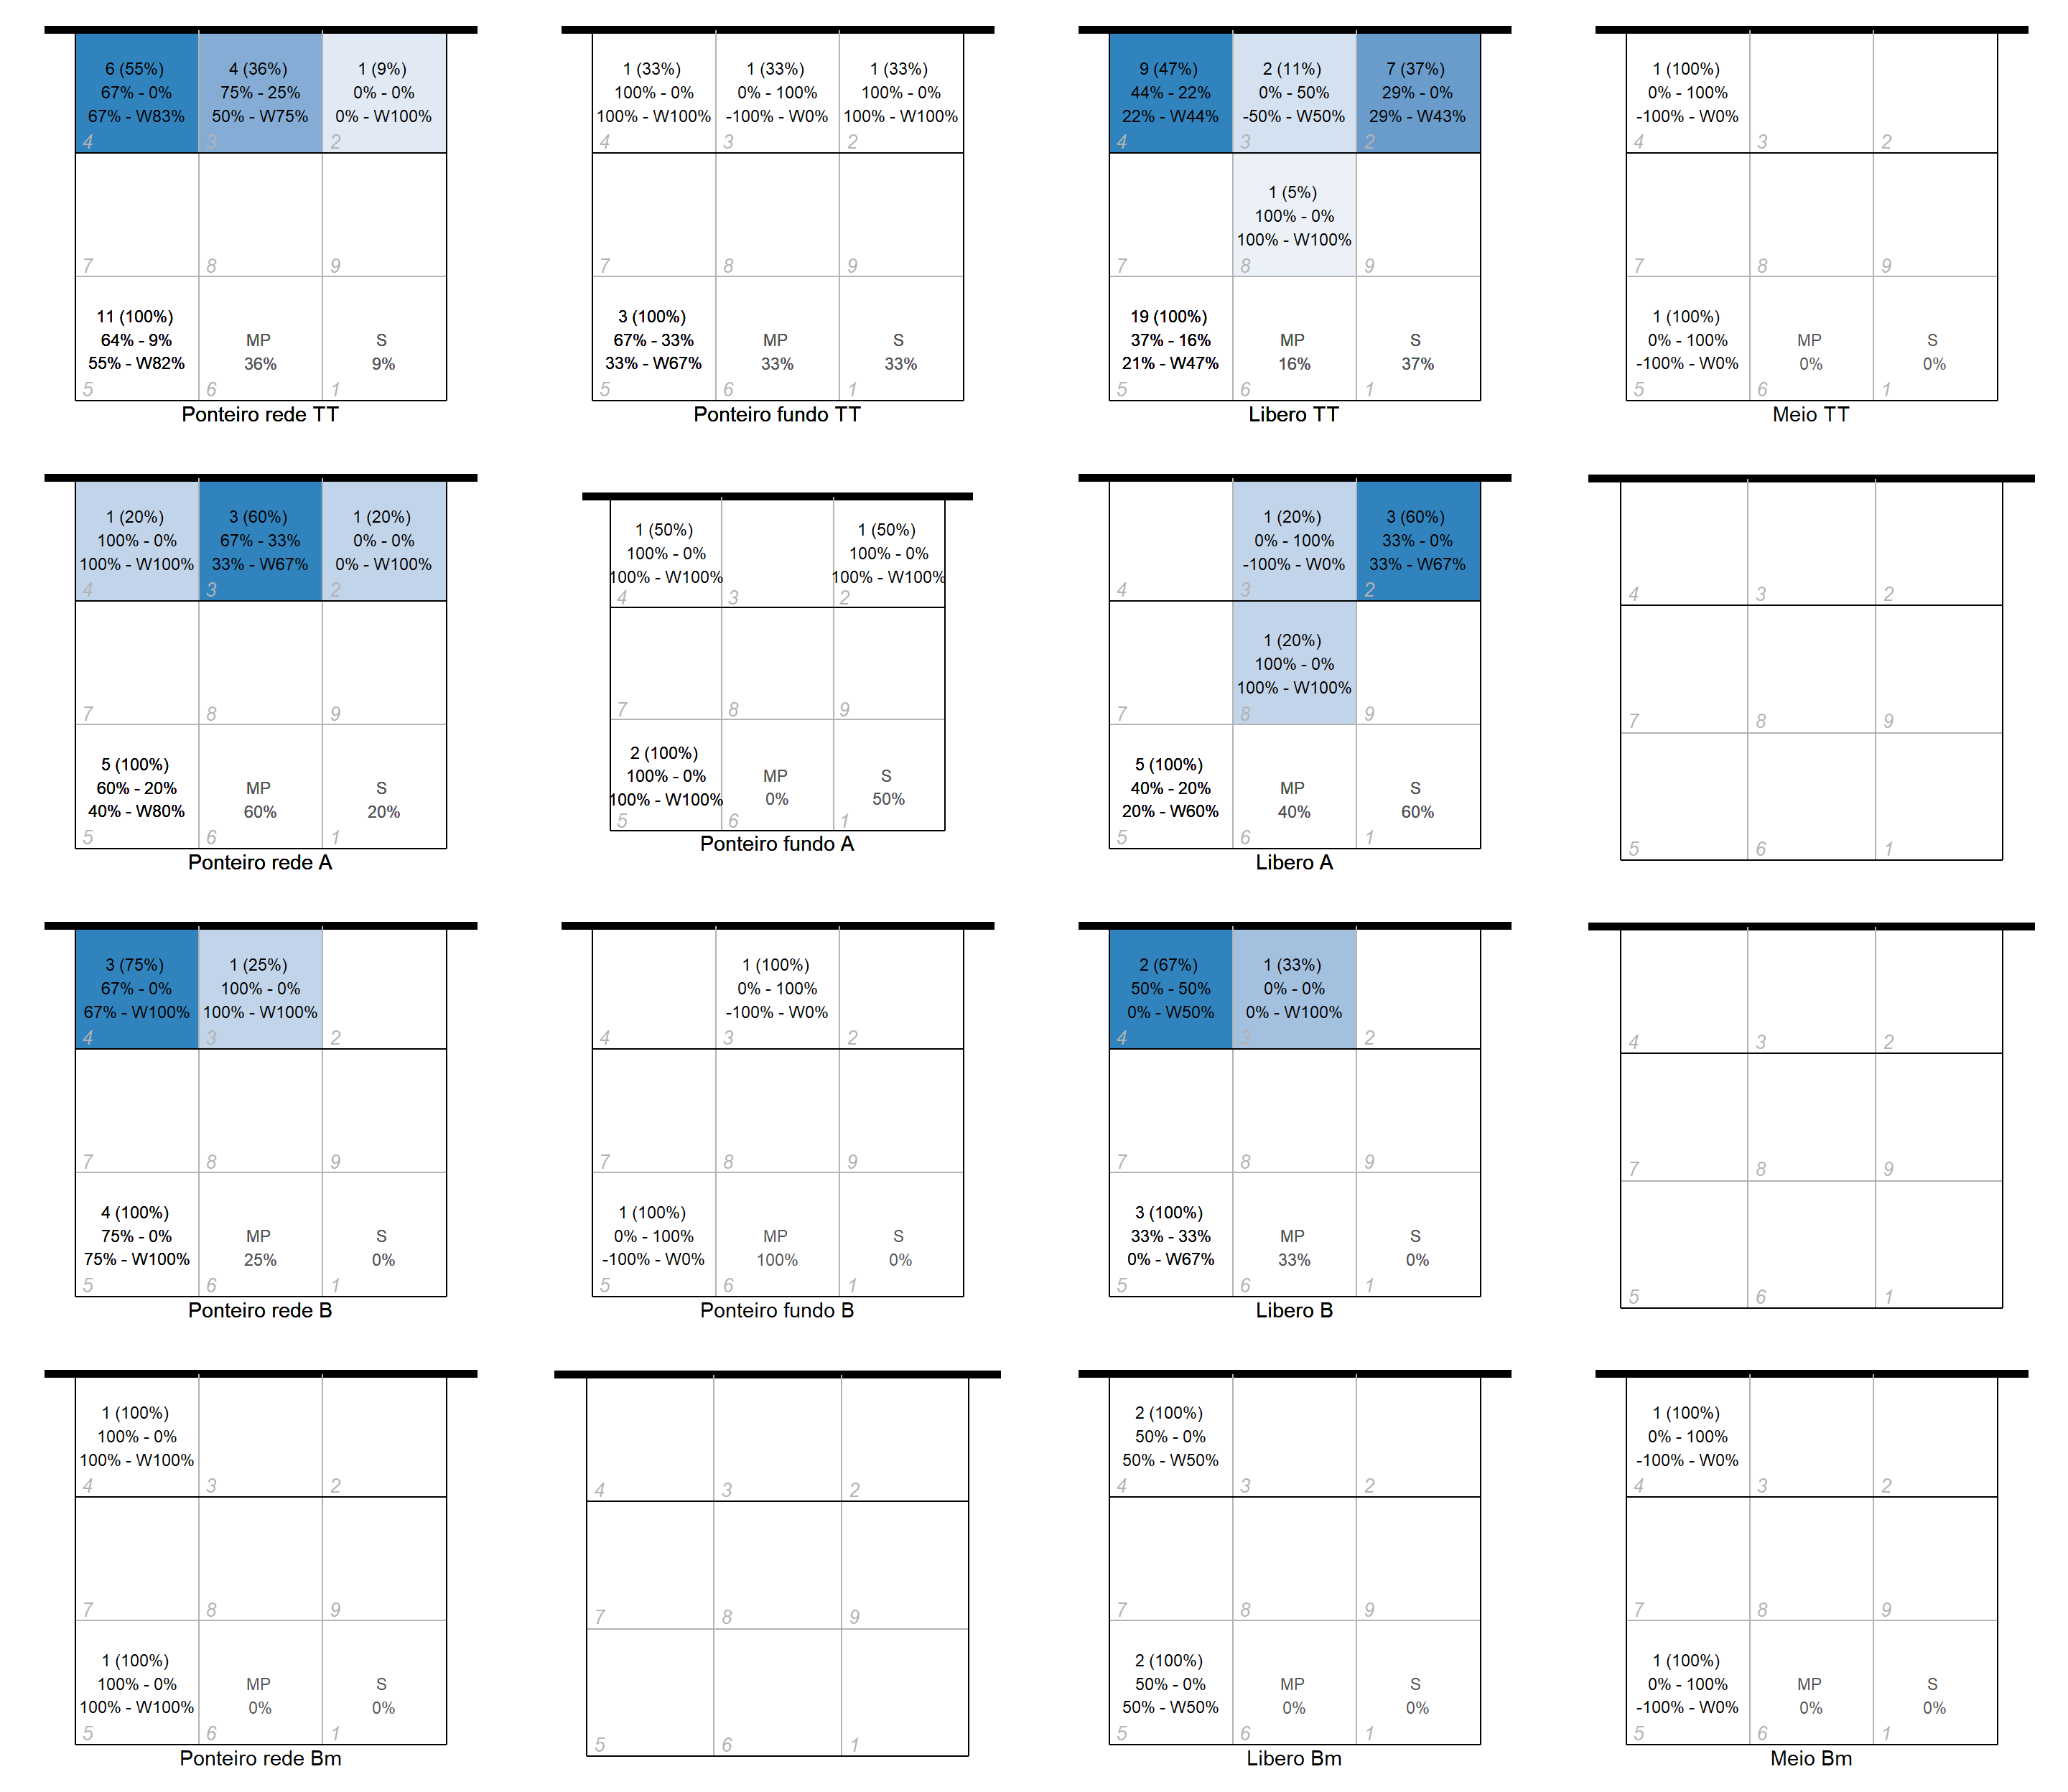 6 (55%)
67% - 0%
67% - W83%
4
4 (36%)
75% - 25%
50% - W75%
3
1 (9%)
0% - 0%
0% - W100%
2
7
8
9
11 (100%)
64% - 9%
55% - W82%
5
MP
36%
6
S
9%
1
Ponteiro rede TT
1 (33%)
100% - 0%
100% - W100%
4
1 (33%)
0% - 100%
-100% - W0%
3
1 (33%)
100% - 0%
100% - W100%
2
7
8
9
3 (100%)
67% - 33%
33% - W67%
5
MP
33%
6
S
33%
1
Ponteiro fundo TT
9 (47%)
44% - 22%
22% - W44%
4
2 (11%)
0% - 50%
-50% - W50%
3
7 (37%)
29% - 0%
29% - W43%
2
7
1 (5%)
100% - 0%
100% - W100%
8
9
19 (100%)
37% - 16%
21% - W47%
5
MP
16%
6
S
37%
1
Libero TT
1 (100%)
0% - 100%
-100% - W0%
4
3
2
7
8
9
1 (100%)
0% - 100%
-100% - W0%
5
MP
0%
6
S
0%
1
Meio TT
1 (20%)
100% - 0%
100% - W100%
4
3 (60%)
67% - 33%
33% - W67%
3
1 (20%)
0% - 0%
0% - W100%
2
7
8
9
5 (100%)
60% - 20%
40% - W80%
5
MP
60%
6
S
20%
1
Ponteiro rede A
1 (50%)
100% - 0%
100% - W100%
4
3
1 (50%)
100% - 0%
100% - W100%
2
7
8
9
2 (100%)
100% - 0%
100% - W100%
5
MP
0%
6
S
50%
1
Ponteiro fundo A
4
1 (20%)
0% - 100%
-100% - W0%
3
3 (60%)
33% - 0%
33% - W67%
2
7
1 (20%)
100% - 0%
100% - W100%
8
9
5 (100%)
40% - 20%
20% - W60%
5
MP
40%
6
S
60%
1
Libero A
4
3
2
7
8
9
5
6
1
3 (75%)
67% - 0%
67% - W100%
4
1 (25%)
100% - 0%
100% - W100%
3
2
7
8
9
4 (100%)
75% - 0%
75% - W100%
5
MP
25%
6
S
0%
1
Ponteiro rede B
4
1 (100%)
0% - 100%
-100% - W0%
3
2
7
8
9
1 (100%)
0% - 100%
-100% - W0%
5
MP
100%
6
S
0%
1
Ponteiro fundo B
2 (67%)
50% - 50%
0% - W50%
4
1 (33%)
0% - 0%
0% - W100%
3
2
7
8
9
3 (100%)
33% - 33%
0% - W67%
5
MP
33%
6
S
0%
1
Libero B
4
3
2
7
8
9
5
6
1
1 (100%)
100% - 0%
100% - W100%
4
3
2
7
8
9
1 (100%)
100% - 0%
100% - W100%
5
MP
0%
6
S
0%
1
Ponteiro rede Bm
4
3
2
7
8
9
5
6
1
2 (100%)
50% - 0%
50% - W50%
4
3
2
7
8
9
2 (100%)
50% - 0%
50% - W50%
5
MP
0%
6
S
0%
1
Libero Bm
1 (100%)
0% - 100%
-100% - W0%
4
3
2
7
8
9
1 (100%)
0% - 100%
-100% - W0%
5
MP
0%
6
S
0%
1
Meio Bm